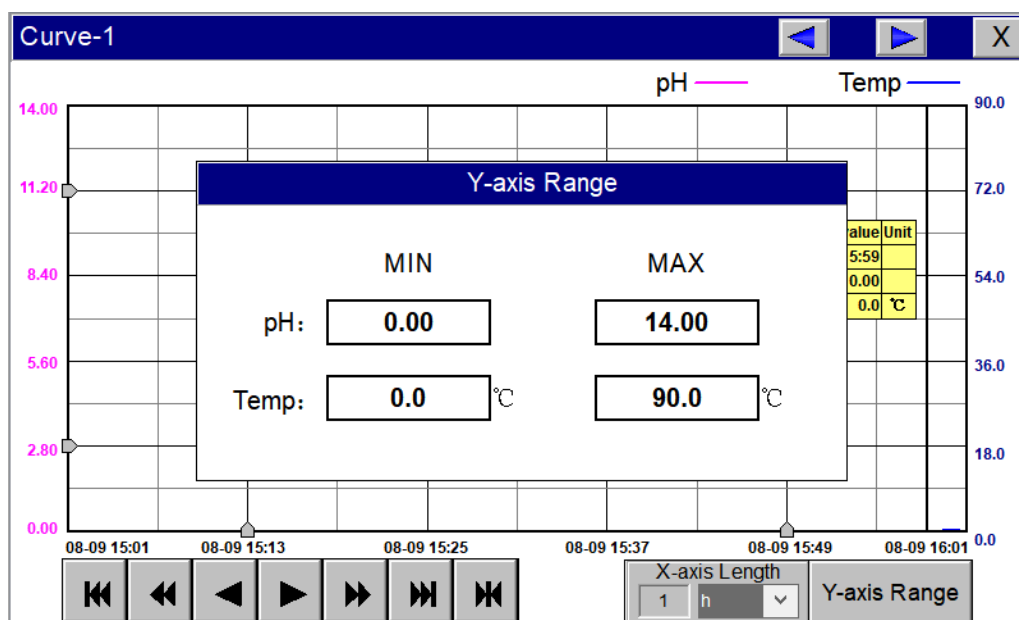 Curve-1
X
pH
Temp
14.00
90.0
Y-axis Range
11.20
72.0
Unit
5:59
MIN
MAX
8.40
54.0
0.00
pH:
0.00
14.00
0.0 ℃
5.60
36.0
Temp:
0.0 ℃
90.0 ℃
2.80
18.0
0.00
0.0
08-09 15:01
08-09 15:13
08-09 15:25
08-09 15:37
08-09 15:49
08-09 16:01
X-axis Length
1
h
Y-axis Range